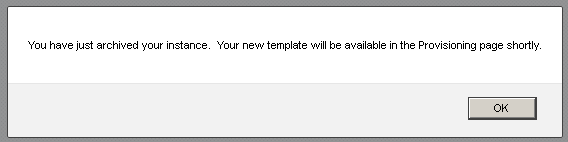 You have just archived your instance.  Your new template will be available in the Provisioning page shortly.
OK